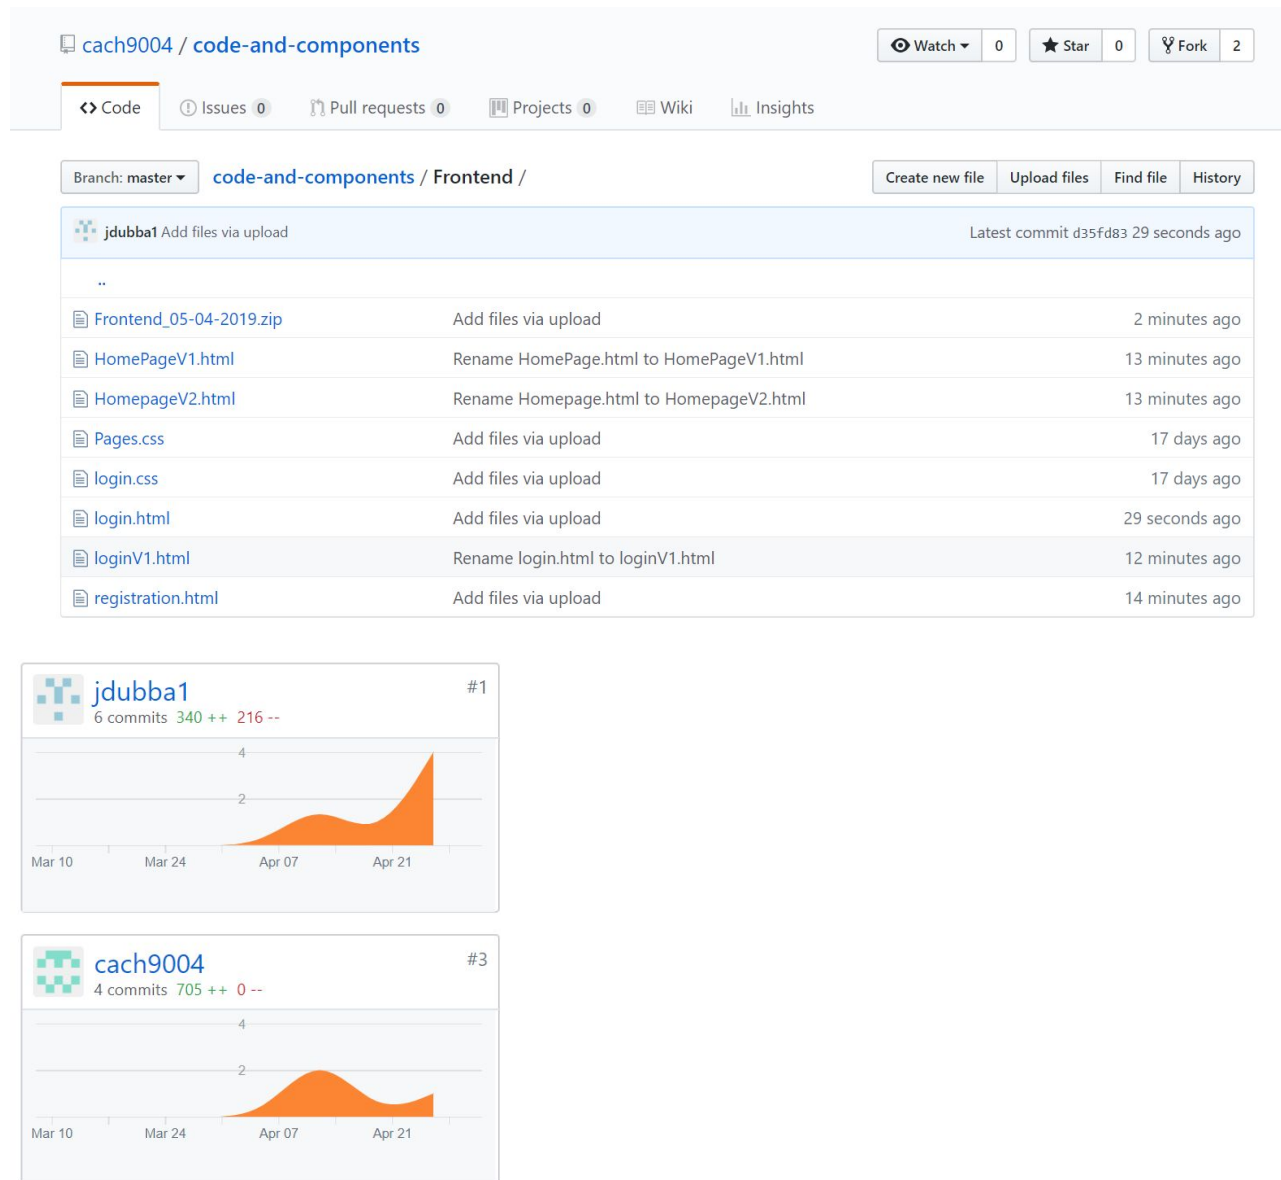 cach9004 / code-and-components
Watch 0 Star 0 Fork 2
Code Issues 0 Pull requests 0 Projects 0 Wiki Insights
Branch: master code-and-components / Frontend / Create new file Upload files Find file History
jdubba1 Add files via upload Latest commit d35fd83 29 seconds ago
..
Frontend_05-04-2019.zip Add files via upload 2 minutes ago
HomePageV1.html Rename HomePage.html to HomePageV1.html 13 minutes ago
HomepageV2.html Rename Homepage.html to HomepageV2.html 13 minutes ago
Pages.css Add files via upload 17 days ago
login.css Add files via upload 17 days ago
login.html Add files via upload 29 seconds ago
loginV1.html Rename login.html to loginV1.html 12 minutes ago
registration.html Add files via upload 14 minutes ago
jdubba1 #1
6 commits 340 ++ 216 --
4
2
Mar 10 Mar 24 Apr 07 Apr 21
cach9004 #3
4 commits 705 ++ 0 --
4
2
Mar 10 Mar 24 Apr 07 Apr 21